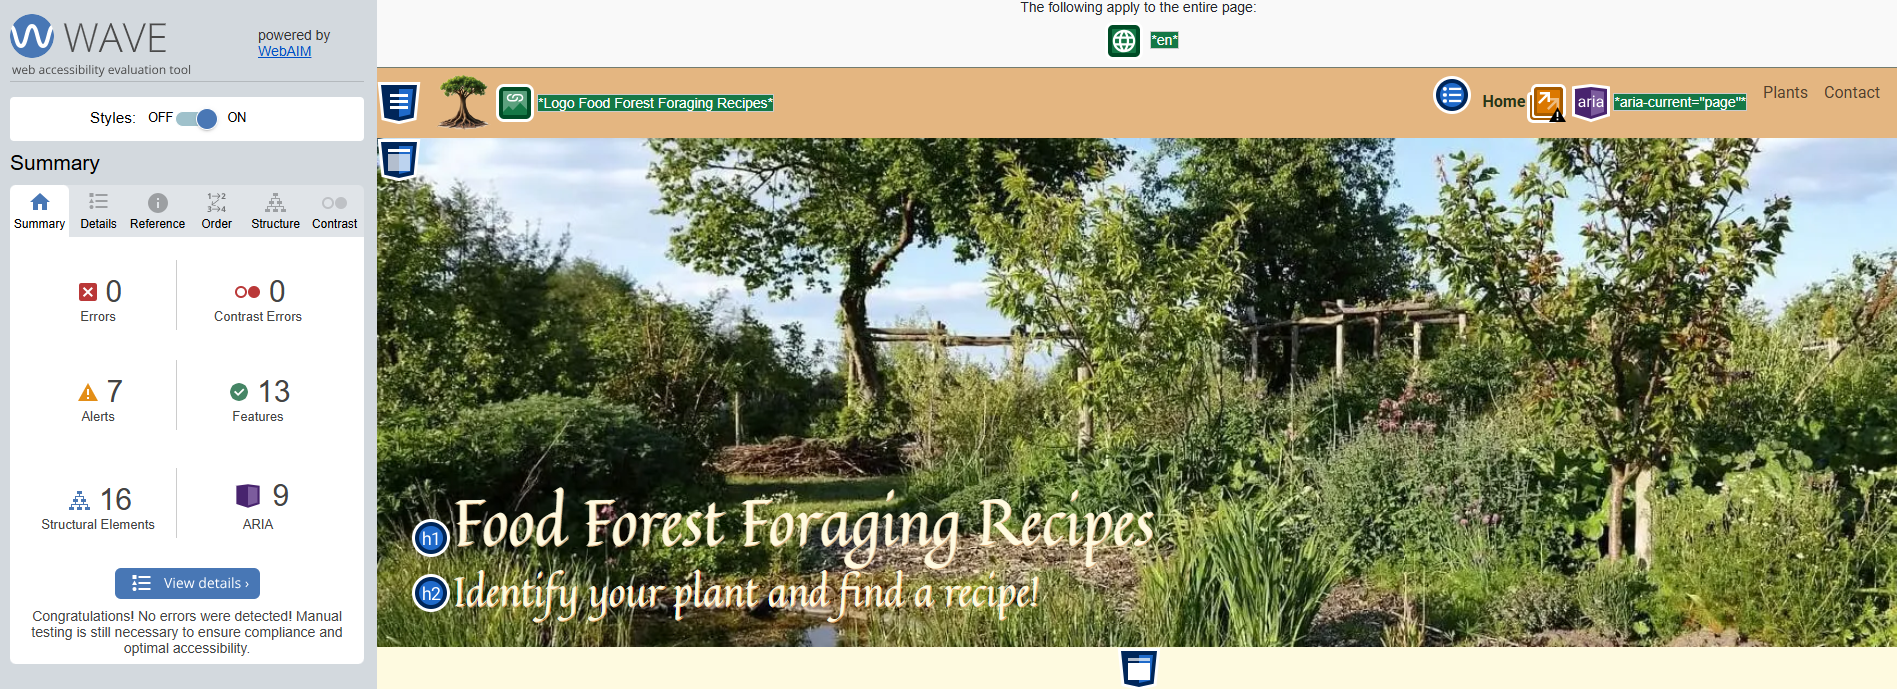 WAVE
powered by
WebAIM
web accessibility evaluation tool
Styles: OFF ON
Summary
Summary Details Reference Order Structure Contrast
0
Errors
0
Contrast Errors
7
Alerts
13
Features
16
Structural Elements
9
ARIA
View details ›
Congratulations! No errors were detected! Manual
testing is still necessary to ensure compliance and
optimal accessibility.
The following apply to the entire page:
*en*
*Logo Food Forest Foraging Recipes*
Home aria *aria-current="page"* Plants Contact
h1 Food Forest Foraging Recipes
h2 Identify your plant and find a recipe!